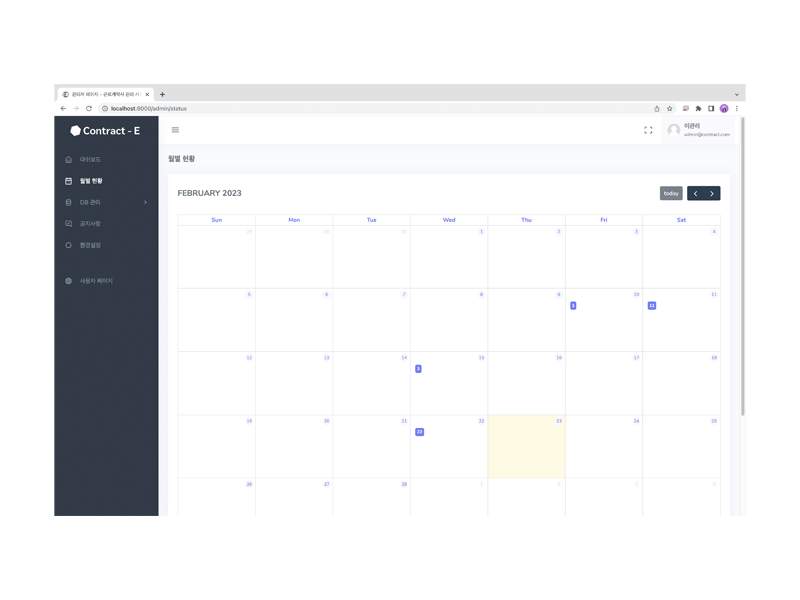 관리자 페이지 - 근로계약서 관리 시
localhost:8000/admin/status
Contract - E
이관리
admin@contract.com
대쉬보드
월별 현황
DB 관리
공지사항
환경설정
사용자 페이지
월별 현황
FEBRUARY 2023
today
Sun Mon Tue Wed Thu Fri Sat
29 30 31 1 2 3 4
5 6 7 8 9 10 11
11
12 13 14 15 16 17 18
19 20 21 22 23 24 25
26 27 28 1 2 3 4